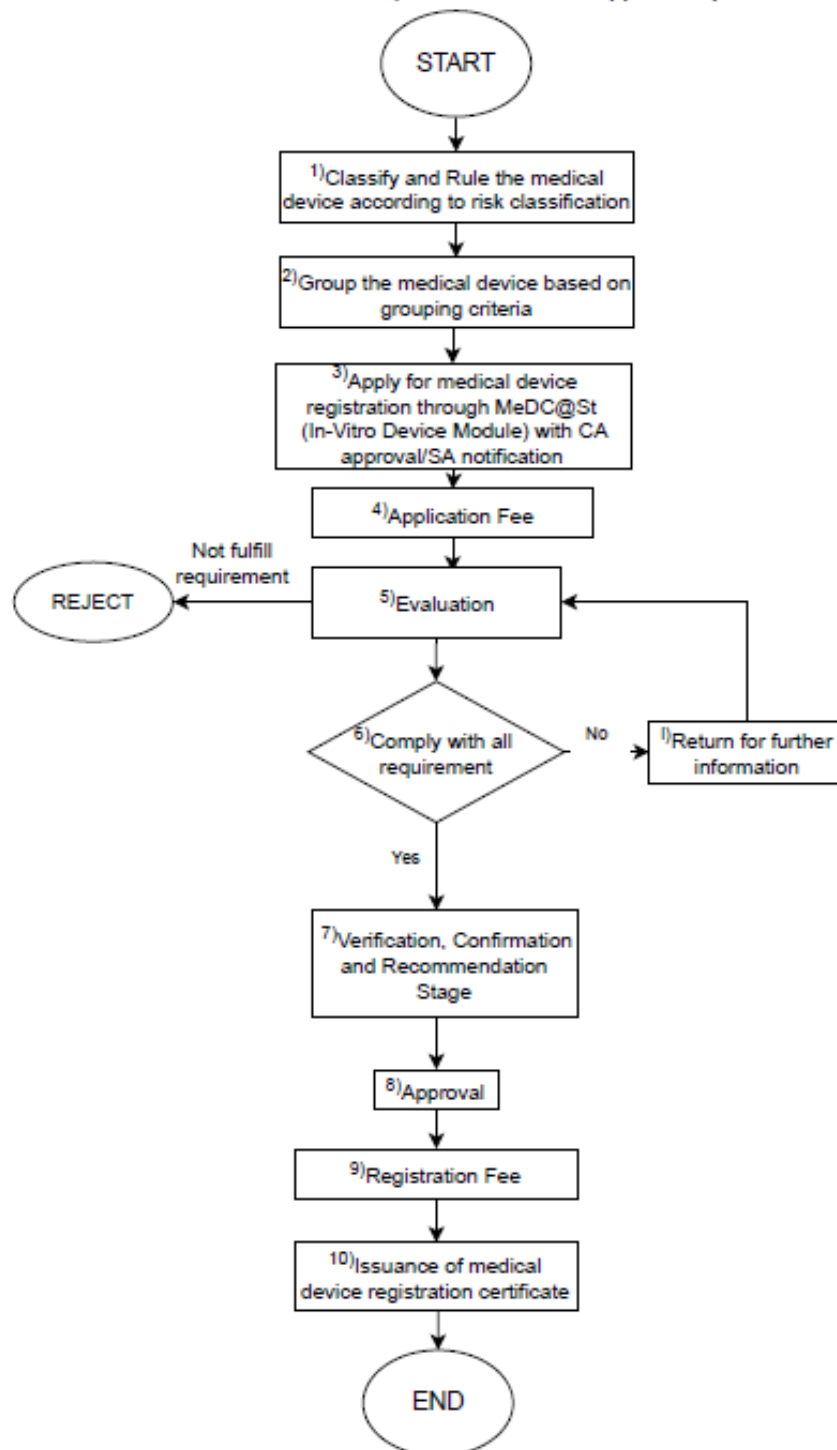 START
1)Classify and Rule the medical
device according to risk classification
2)Group the medical device based on
grouping criteria
3)Apply for medical device
registration through MeDC@St
(In-Vitro Device Module) with CA
approval/SA notification
4)Application Fee
Not fulfill
requirement
REJECT
5)Evaluation
6)Comply with all
requirement
No
I)Return for further
information
Yes
7)Verification, Confirmation
and Recommendation
Stage
8)Approval
9)Registration Fee
10)Issuance of medical
device registration certificate
END